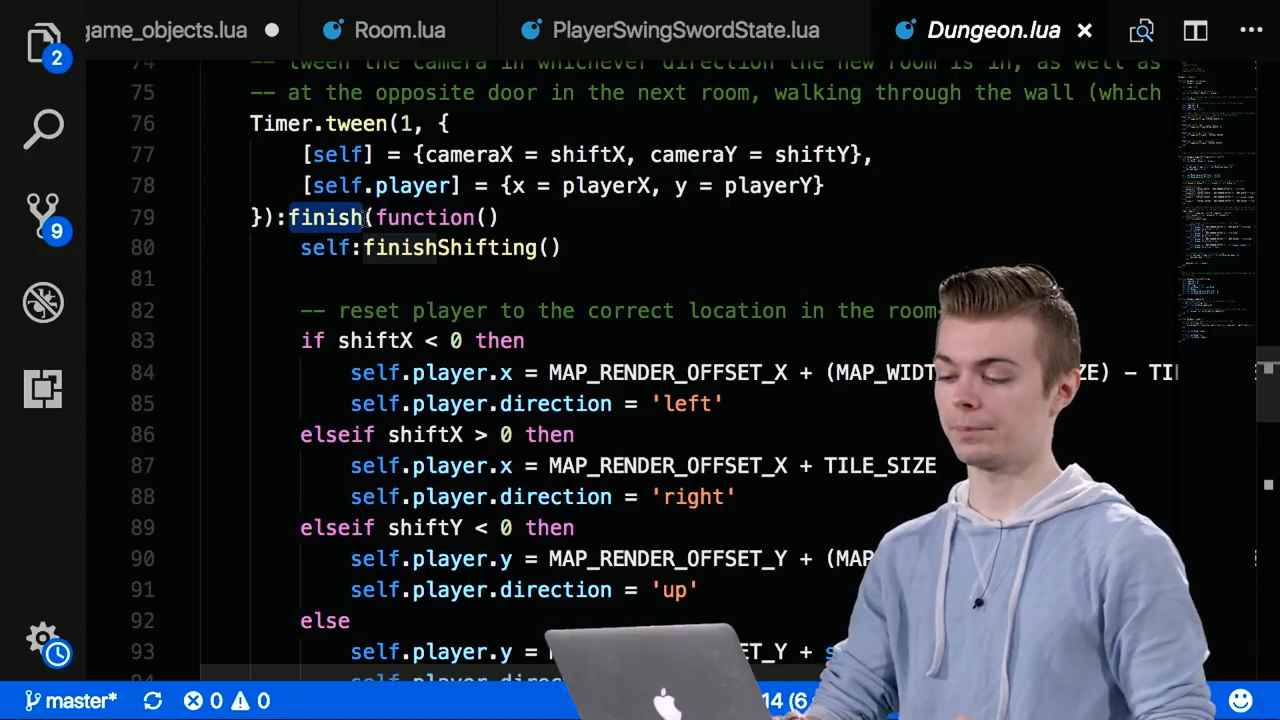 game_objects.lua
Room.lua
PlayerSwingSwordState.lua
Dungeon.lua
2
9
74 -- tween the camera in whichever direction the new room is in, as well as
75 -- at the opposite door in the next room, walking through the wall (which
76 Timer.tween(1, {
77 [self] = {cameraX = shiftX, cameraY = shiftY},
78 [self.player] = {x = playerX, y = playerY}
79 }):finish(function()
80 self:finishShifting()
81
82 -- reset player to the correct location in the room
83 if shiftX < 0 then
84 self.player.x = MAP_RENDER_OFFSET_X + (MAP_WIDT ZE) - TI
85 self.player.direction = 'left'
86 elseif shiftX > 0 then
87 self.player.x = MAP_RENDER_OFFSET_X + TILE_SIZE
88 self.player.direction = 'right'
89 elseif shiftY < 0 then
90 self.player.y = MAP_RENDER_OFFSET_Y + (MAP
91 self.player.direction = 'up'
92 else
93 self.player.y = ET_Y + s
master* 0 0 14 (6